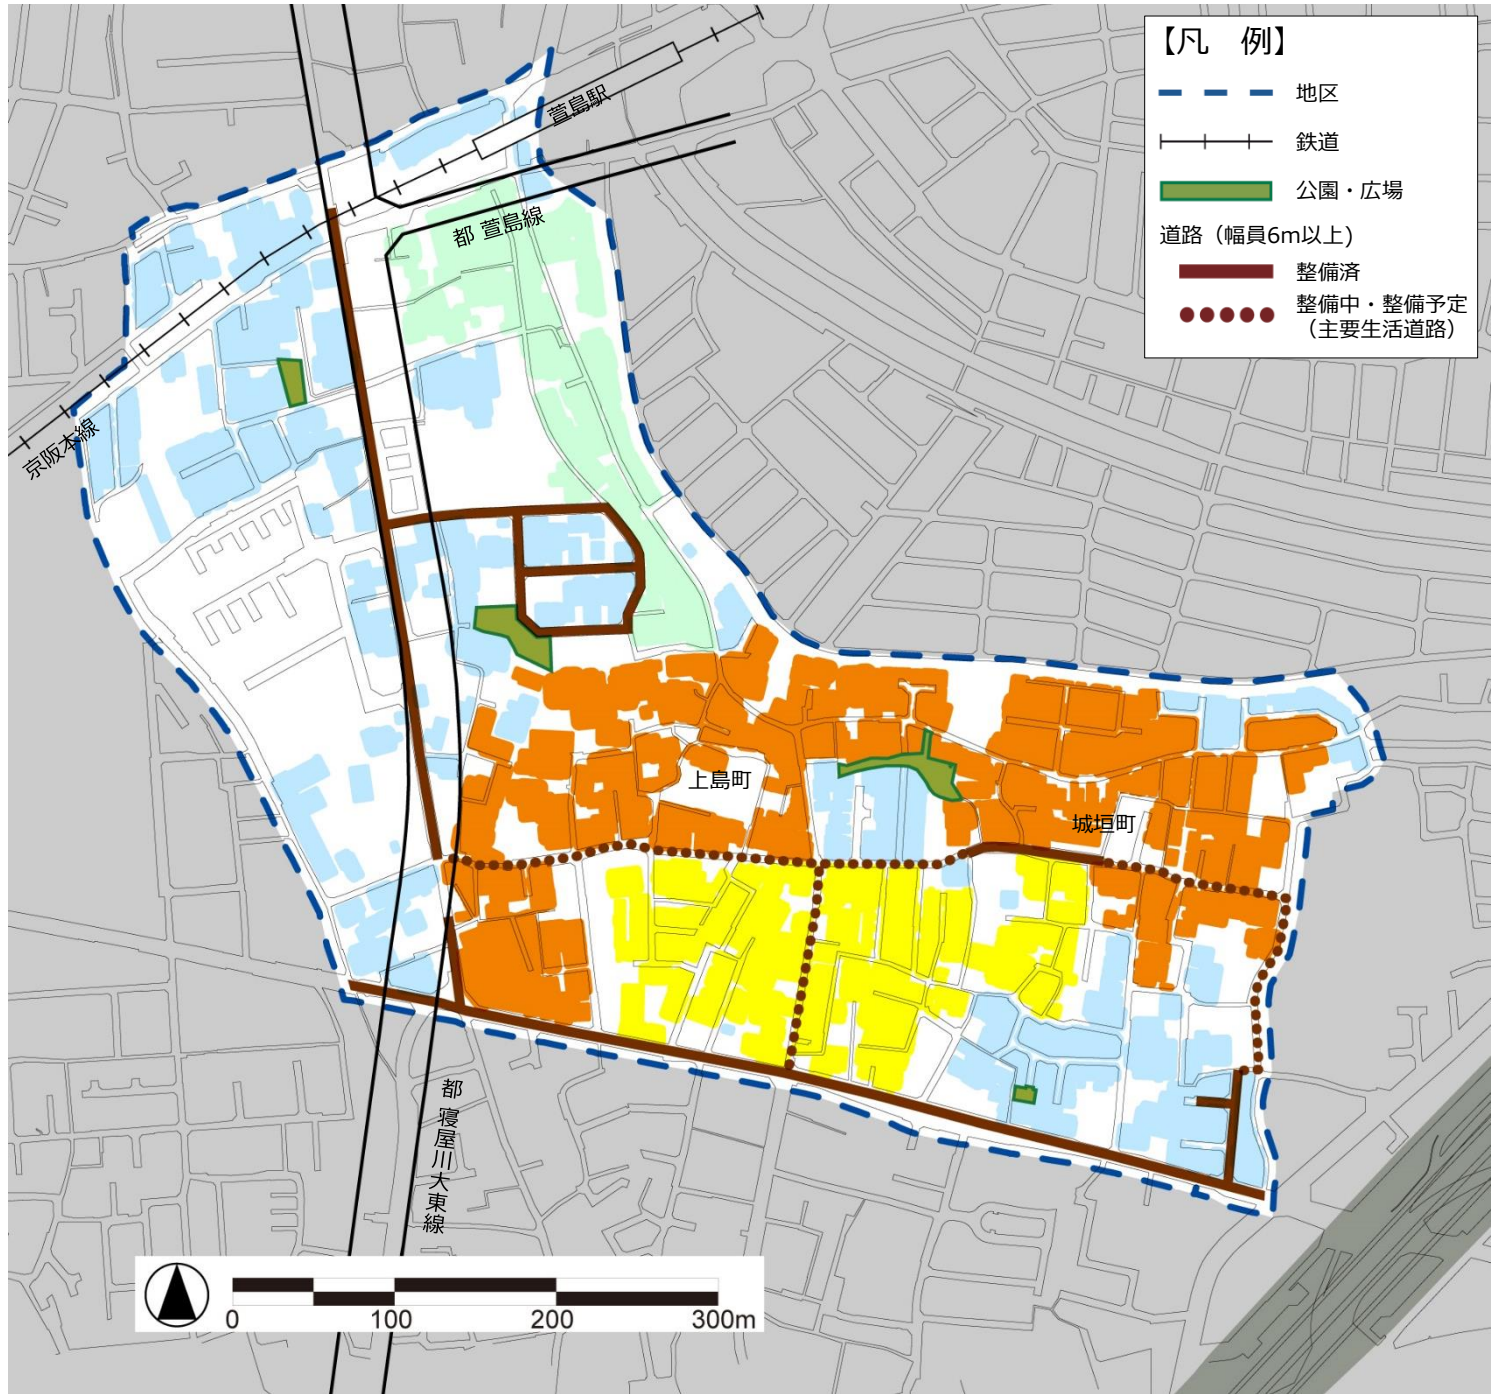 【凡　例】
地区
鉄道
公園・広場
道路（幅員6m以上)
整備済
整備中・整備予定
（主要生活道路）
萱島駅
都 萱島線
京阪本線
上島町
城垣町
都 寝屋川大東線
0 100 200 300m